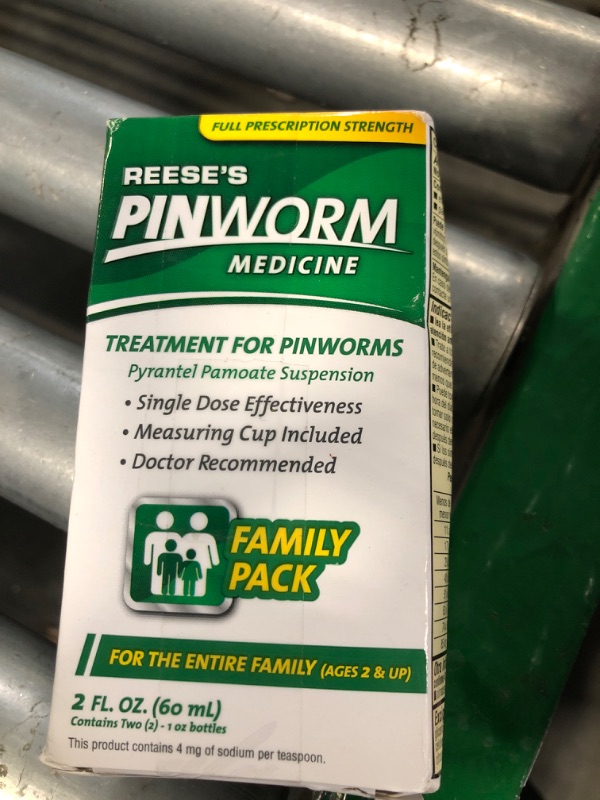 FULL PRESCRIPTION STRENGTH
REESE'S
PINWORM
MEDICINE
TREATMENT FOR PINWORMS
Pyrantel Pamoate Suspension
• Single Dose Effectiveness
• Measuring Cup Included
• Doctor Recommended
FAMILY
PACK
FOR THE ENTIRE FAMILY (AGES 2 & UP)
2 FL. OZ. (60 mL)
Contains Two (2) - 1 oz bottles
This product contains 4 mg of sodium per teaspoon.